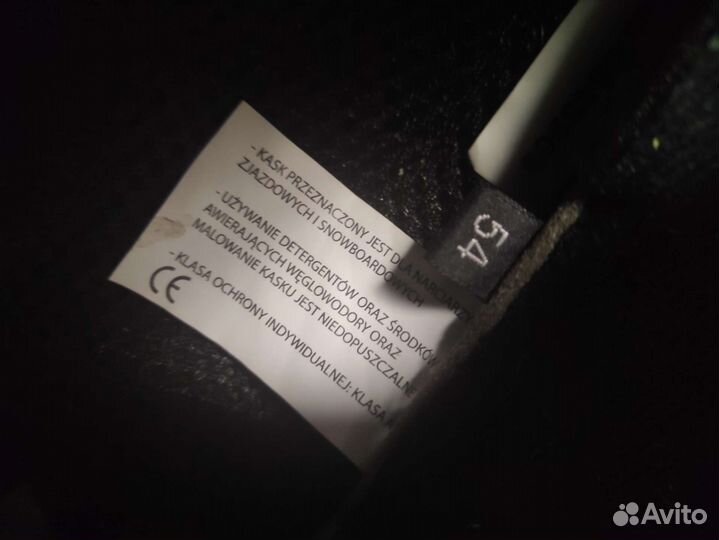 - KASK PRZEZNACZONY JEST DLA NARCIARZY
ZJAZDOWYCH I SNOWBOARDOWYCH
- UŻYWANIE DETERGENTÓW ORAZ ŚRODKÓW
AWIERAJĄCYCH WĘGLOWODORY ORAZ
MALOWANIE KASKU JEST NIEDOPUSZCZALNE
- KLASA OCHRONY INDYWIDUALNEJ: KLASA A
CE
54
Avito